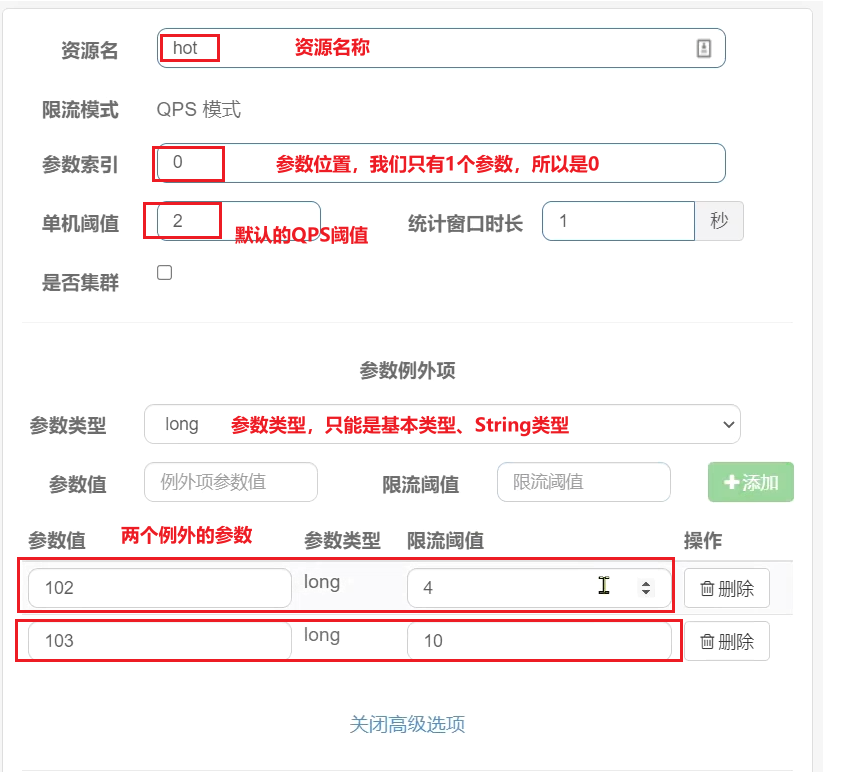 资源名 hot 资源名称
限流模式 QPS 模式
参数索引 0 参数位置，我们只有1个参数，所以是0
单机阈值 2 默认的QPS阈值 统计窗口时长 1 秒
是否集群
参数例外项
参数类型 long 参数类型，只能是基本类型、String类型
参数值 例外项参数值 限流阈值 限流阈值 添加
参数值 两个例外的参数 参数类型 限流阈值 操作
102 long 4 删除
103 long 10 删除
关闭高级选项